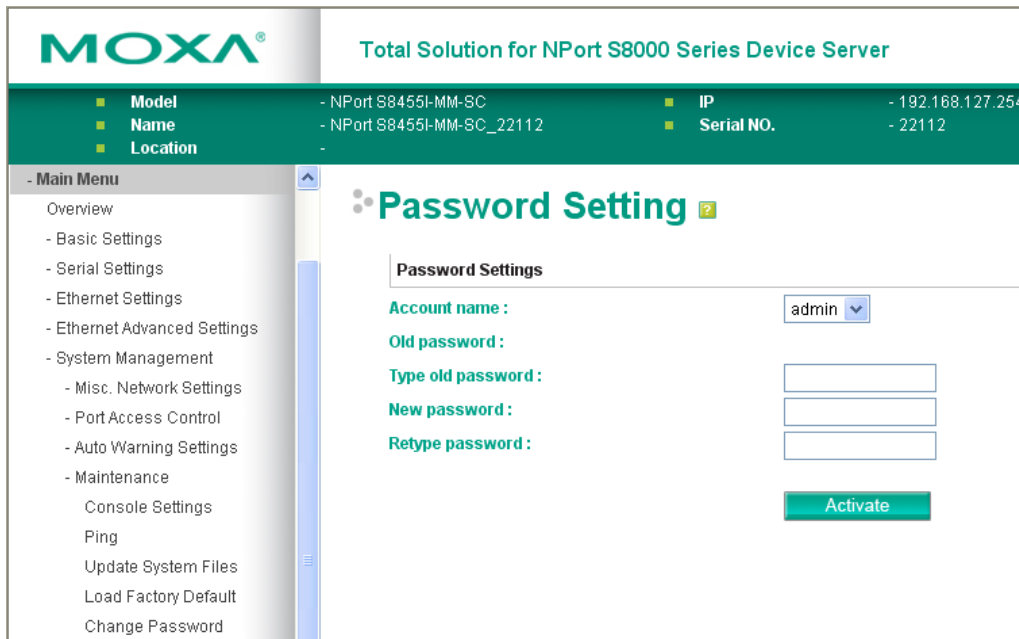 MOXA®
Total Solution for NPort S8000 Series Device Server
Model - NPort S8455I-MM-SC IP - 192.168.127.254
Name - NPort S8455I-MM-SC_22112 Serial NO. - 22112
Location -
- Main Menu
Overview
- Basic Settings
- Serial Settings
- Ethernet Settings
- Ethernet Advanced Settings
- System Management
- Misc. Network Settings
- Port Access Control
- Auto Warning Settings
- Maintenance
Console Settings
Ping
Update System Files
Load Factory Default
Change Password
Password Setting ?
Password Settings
Account name : admin
Old password :
Type old password :
New password :
Retype password :
Activate